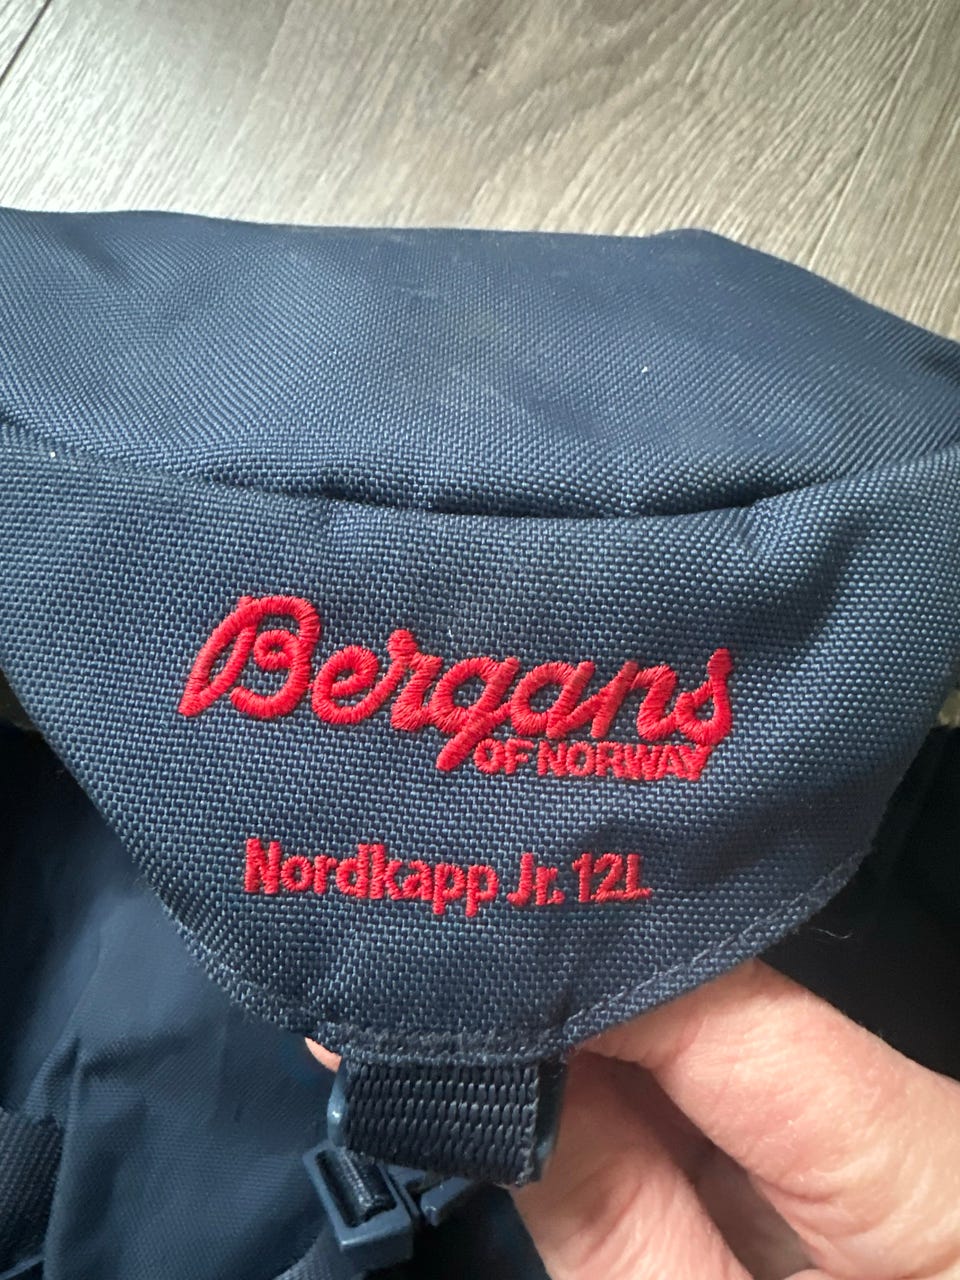 Bergans
OF NORWAY
Nordkapp Jr. 12L